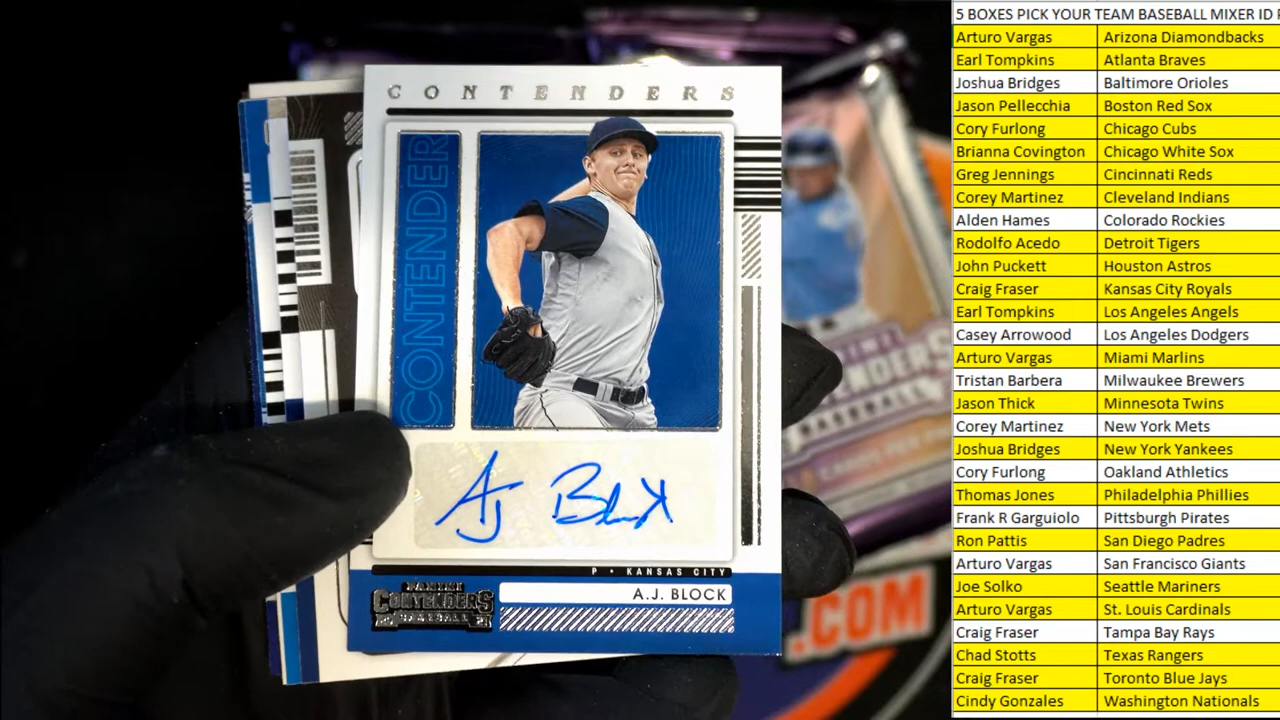 CONTENDERS
CONTENDER
AJ Block
P • KANSAS CITY
A.J. BLOCK
PANINI
CONTENDERS
BASEBALL
BASEBALL
.COM
5 BOXES PICK YOUR TEAM BASEBALL MIXER ID
Arturo Vargas Arizona Diamondbacks
Earl Tompkins Atlanta Braves
Joshua Bridges Baltimore Orioles
Jason Pellecchia Boston Red Sox
Cory Furlong Chicago Cubs
Brianna Covington Chicago White Sox
Greg Jennings Cincinnati Reds
Corey Martinez Cleveland Indians
Alden Hames Colorado Rockies
Rodolfo Acedo Detroit Tigers
John Puckett Houston Astros
Craig Fraser Kansas City Royals
Earl Tompkins Los Angeles Angels
Casey Arrowood Los Angeles Dodgers
Arturo Vargas Miami Marlins
Tristan Barbera Milwaukee Brewers
Jason Thick Minnesota Twins
Corey Martinez New York Mets
Joshua Bridges New York Yankees
Cory Furlong Oakland Athletics
Thomas Jones Philadelphia Phillies
Frank R Garguiolo Pittsburgh Pirates
Ron Pattis San Diego Padres
Arturo Vargas San Francisco Giants
Joe Solko Seattle Mariners
Arturo Vargas St. Louis Cardinals
Craig Fraser Tampa Bay Rays
Chad Stotts Texas Rangers
Craig Fraser Toronto Blue Jays
Cindy Gonzales Washington Nationals